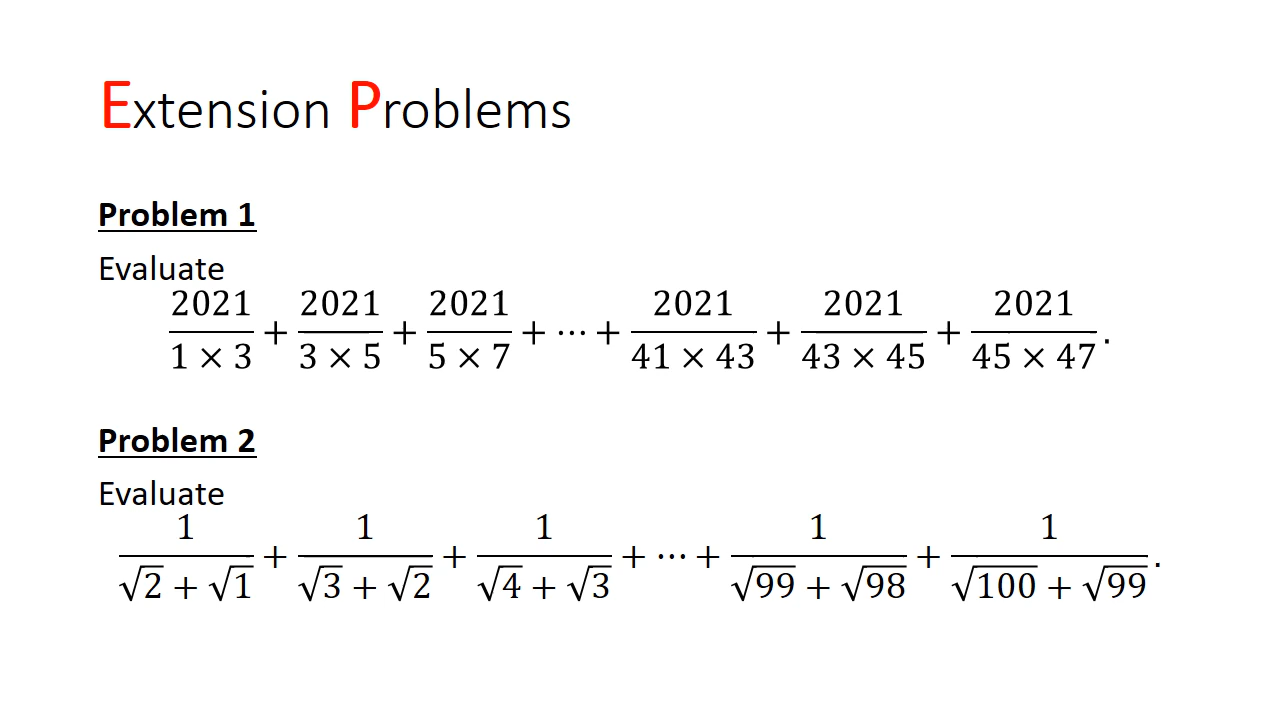 Extension Problems
Problem 1
Evaluate
2021/(1 × 3) + 2021/(3 × 5) + 2021/(5 × 7) + ⋯ + 2021/(41 × 43) + 2021/(43 × 45) + 2021/(45 × 47).
Problem 2
Evaluate
1/(√2 + √1) + 1/(√3 + √2) + 1/(√4 + √3) + ⋯ + 1/(√99 + √98) + 1/(√100 + √99).